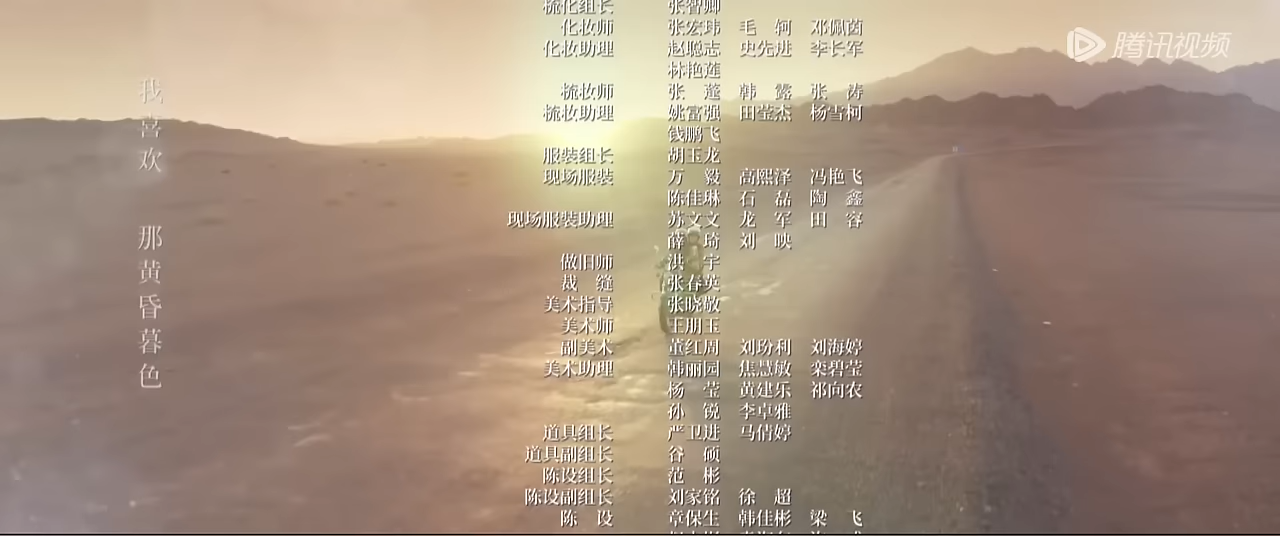 梳化组长 张智卿
化妆师 张宏玮 毛 轲 邓佩茵
化妆助理 赵聪志 史先进 李长军
林艳莲
梳妆师 张 蓬 韩 露 张 涛
梳妆助理 姚富强 田莹杰 杨雪柯
钱鹏飞
服装组长 胡玉龙
现场服装 万 毅 高熙泽 冯艳飞
陈佳琳 石 磊 陶 鑫
现场服装助理 苏文文 龙 军 田 容
薛 琦 刘 映
做旧师 洪 宇
裁 缝 张春英
美术指导 张晓敏
美术师 王朋玉
副美术 董红周 刘玢利 刘海婷
美术助理 韩丽园 焦慧敏 栾碧莹
杨 莹 黄建乐 祁向农
孙 锐 李卓雅
道具组长 严卫进 马倩婷
道具副组长 谷 硕
陈设组长 范 彬
陈设副组长 刘家铭 徐 超
陈 设 章保生 韩佳彬 梁 飞
我喜欢 那黄昏暮色
腾讯视频